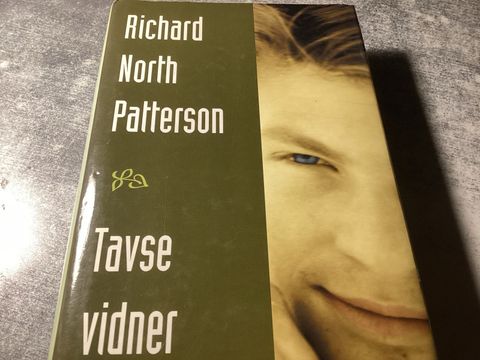 Richard
North
Patterson
Tavse
vidner